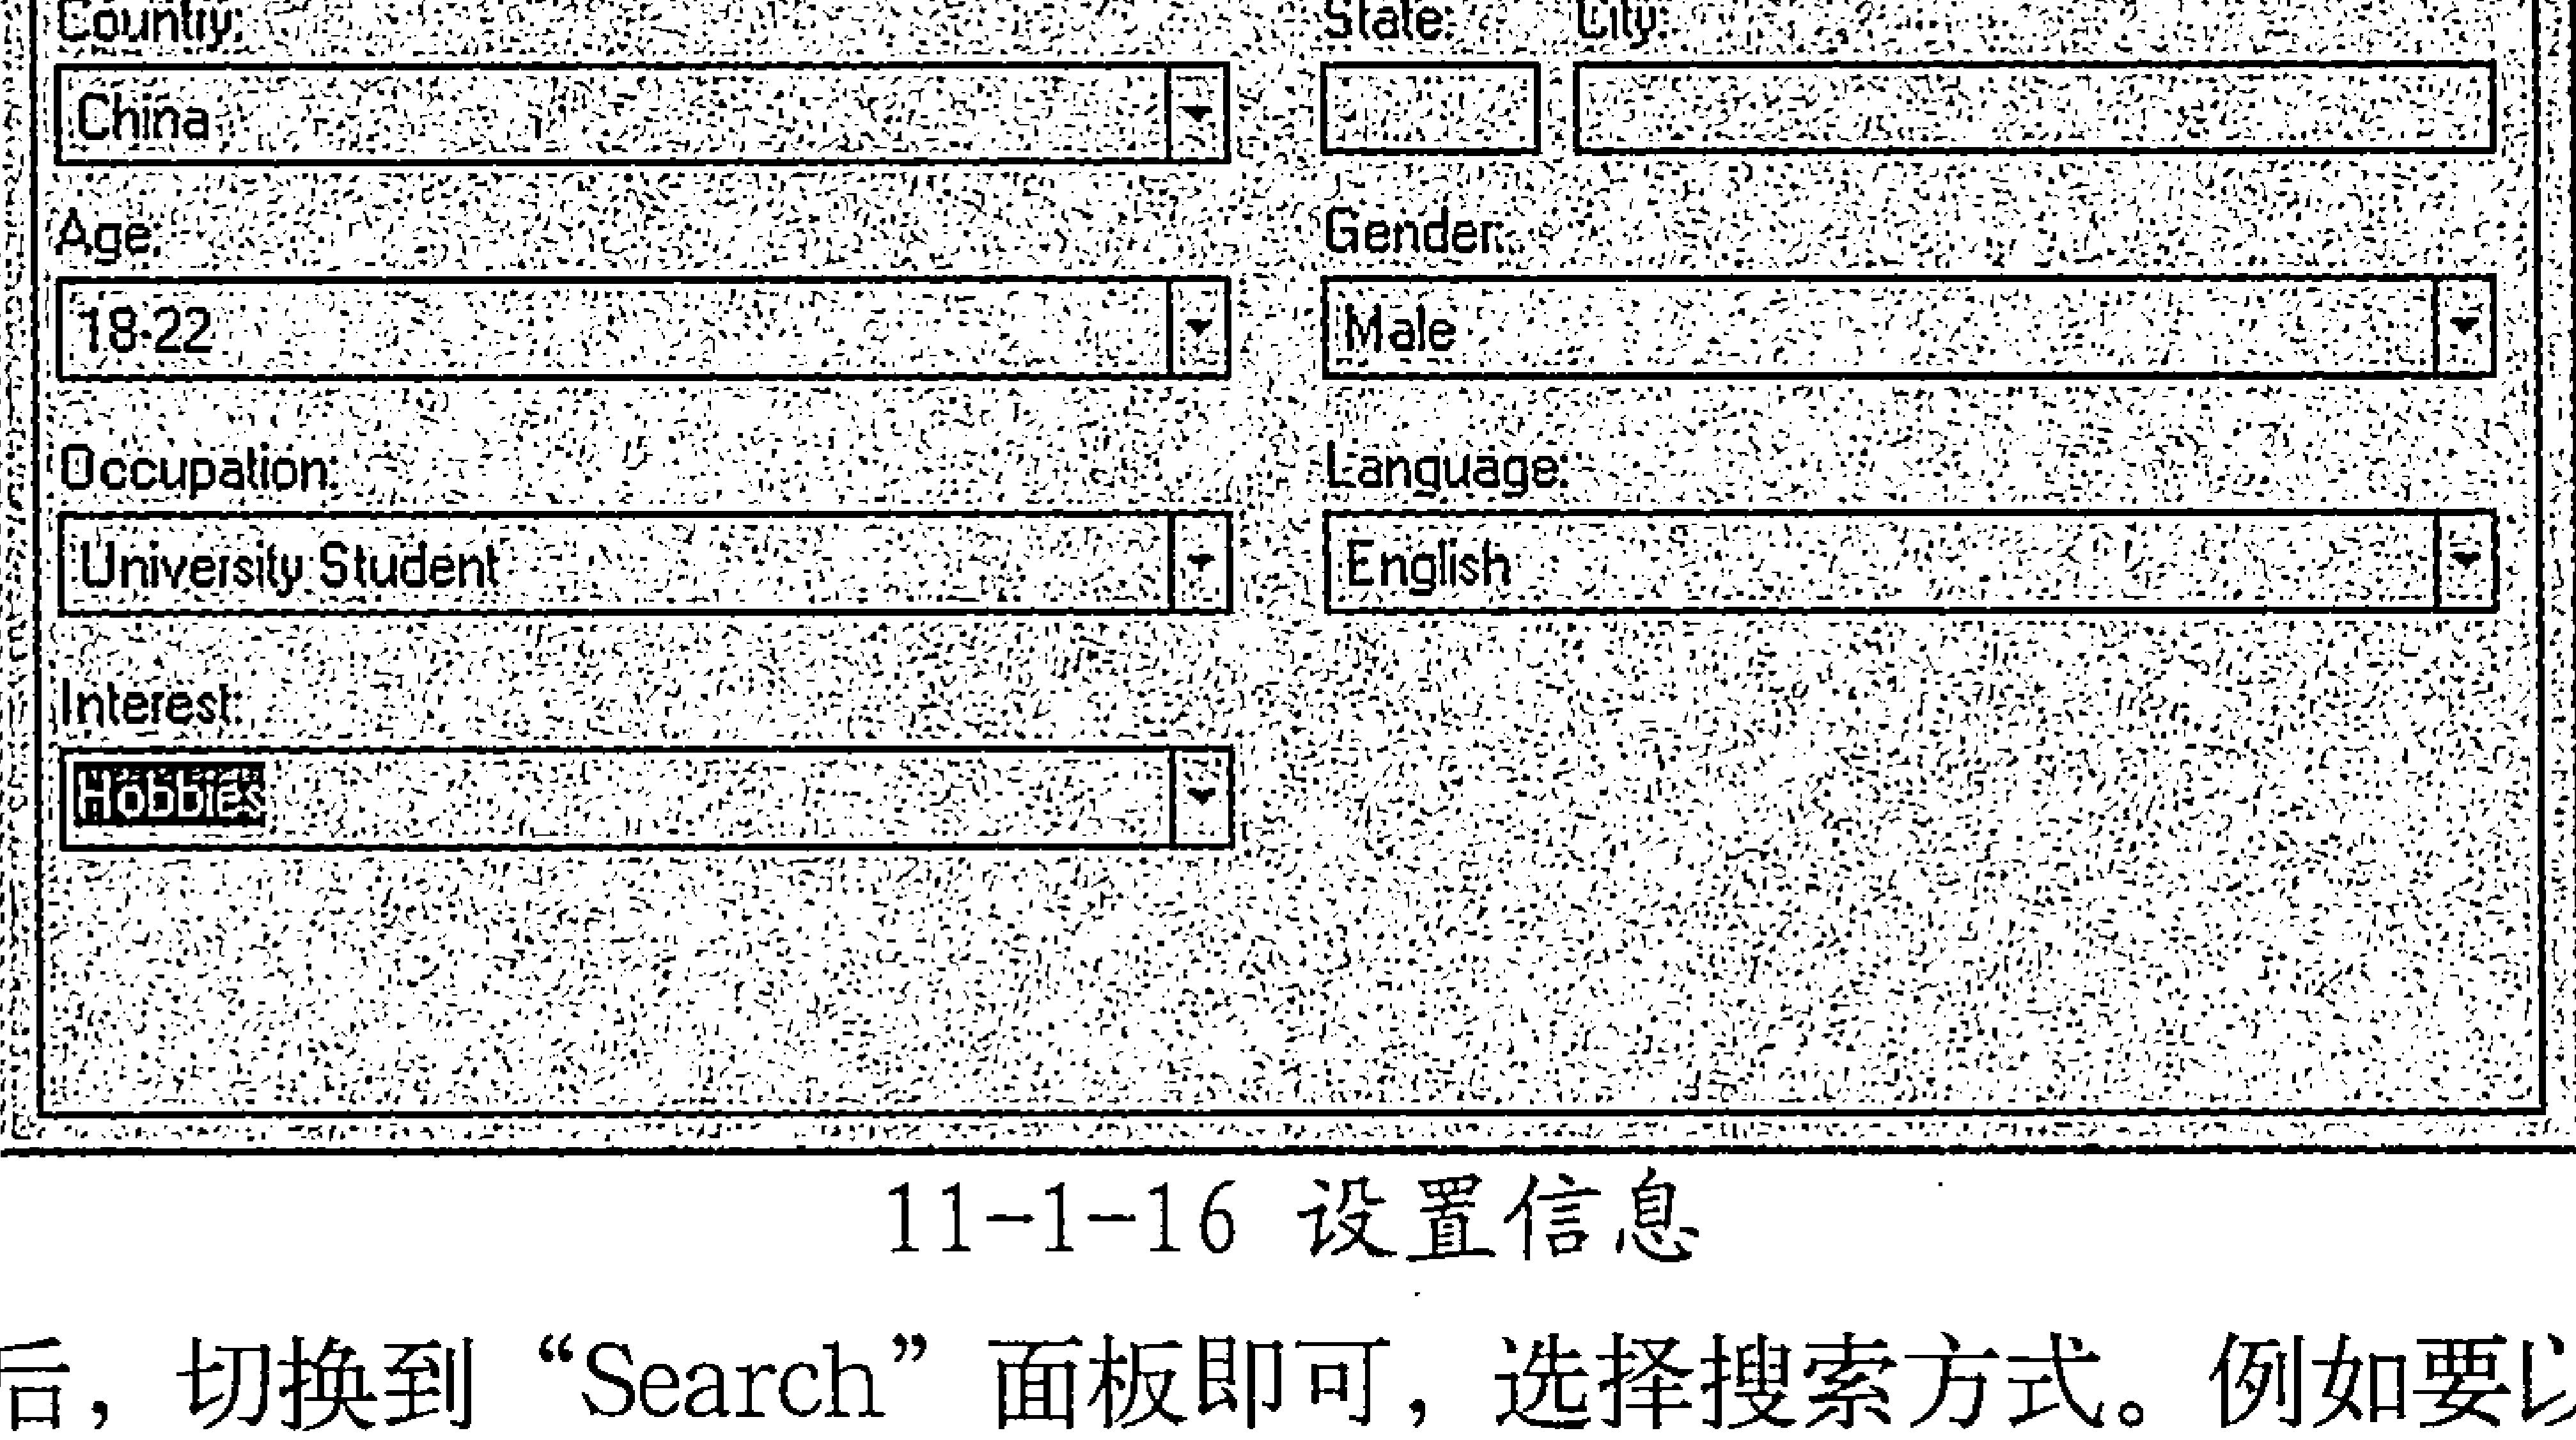 Country: State: City:
China
Age: Gender:
18-22 Male
Occupation: Language:
University Student English
Interest:
Hobbies
11-1-16 设置信息
后，切换到“Search”面板即可，选择搜索方式。例如要以